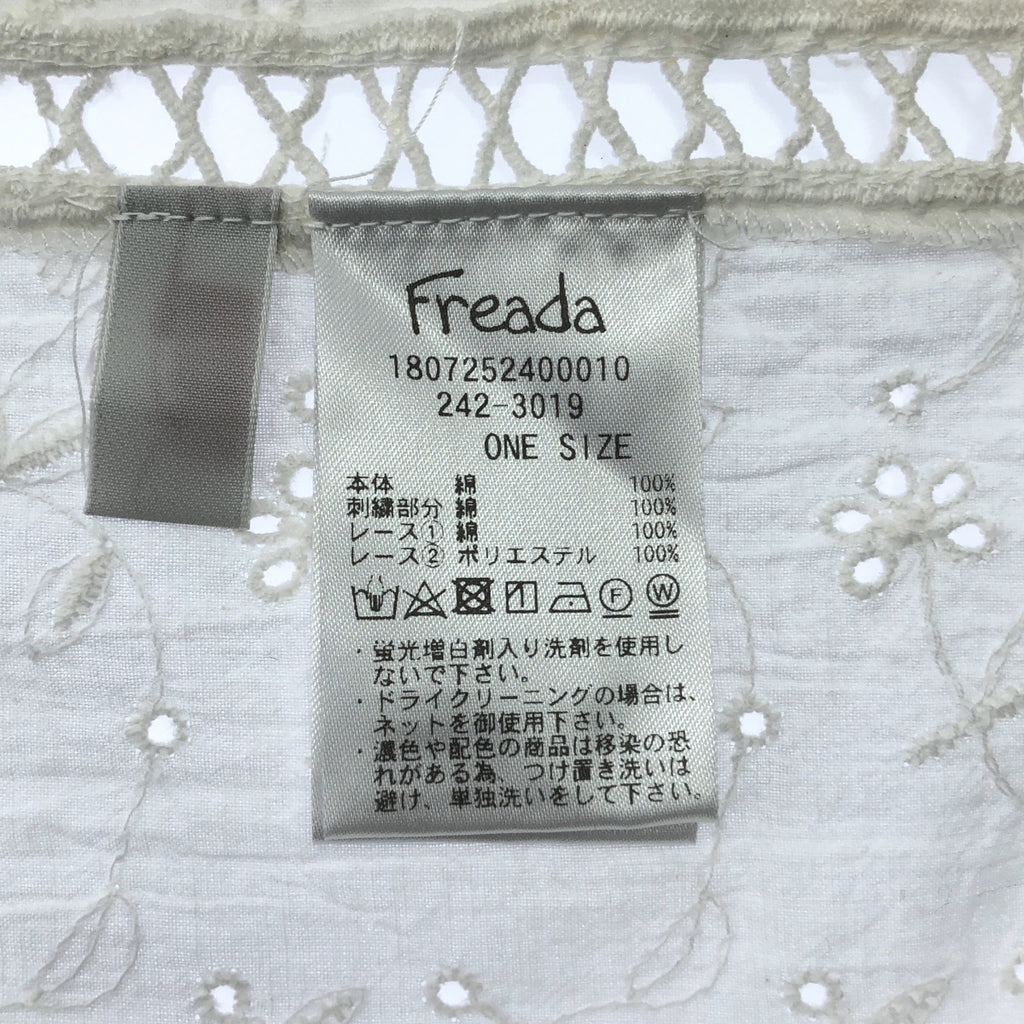 Freada
1807252400010
242-3019
ONE SIZE
本体 綿 100%
刺繍部分 綿 100%
レース① 綿 100%
レース② ポリエステル 100%
F W
・蛍光増白剤入り洗剤を使用し
ないで下さい。
・ドライクリーニングの場合は、
ネットを御使用下さい。
・濃色や配色の商品は移染の恐
れがある為、つけ置き洗いは
避け、単独洗いをして下さい。